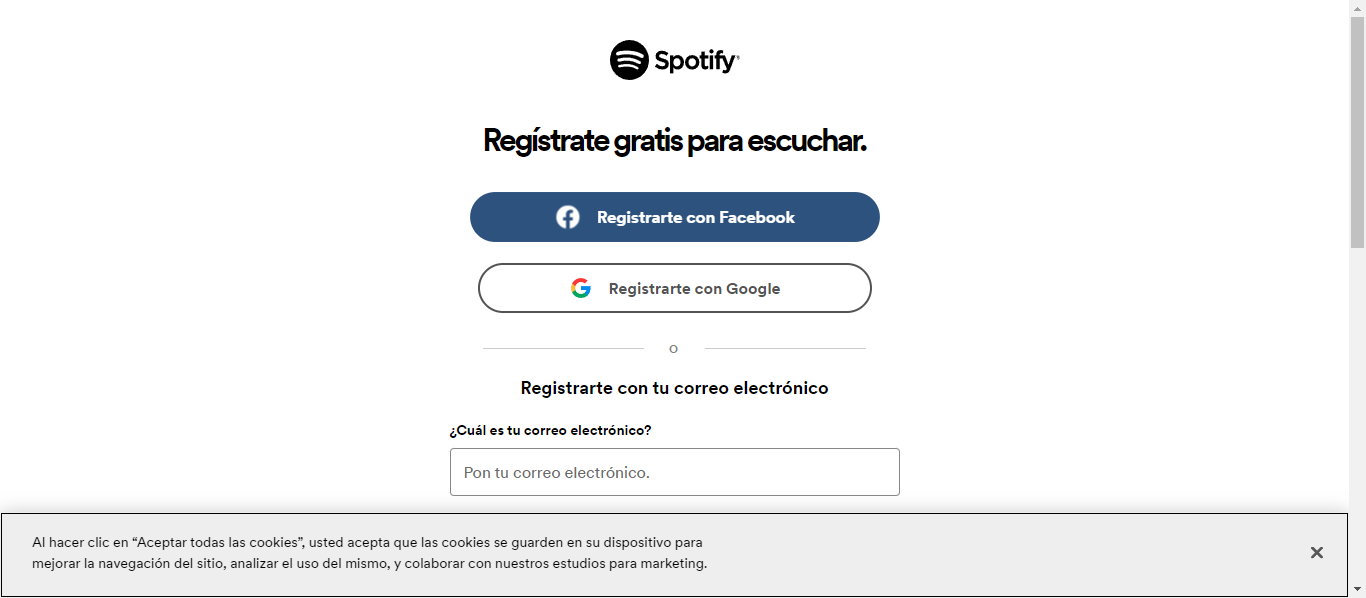 Spotify
Regístrate gratis para escuchar.
Registrarte con Facebook
Registrarte con Google
o
Registrarte con tu correo electrónico
¿Cuál es tu correo electrónico?
Pon tu correo electrónico.
Al hacer clic en “Aceptar todas las cookies”, usted acepta que las cookies se guarden en su dispositivo para
mejorar la navegación del sitio, analizar el uso del mismo, y colaborar con nuestros estudios para marketing.